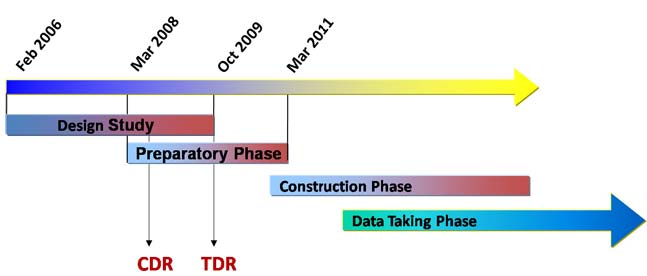 Feb 2006
Mar 2008
Oct 2009
Mar 2011
Design Study
Preparatory Phase
Construction Phase
Data Taking Phase
CDR
TDR